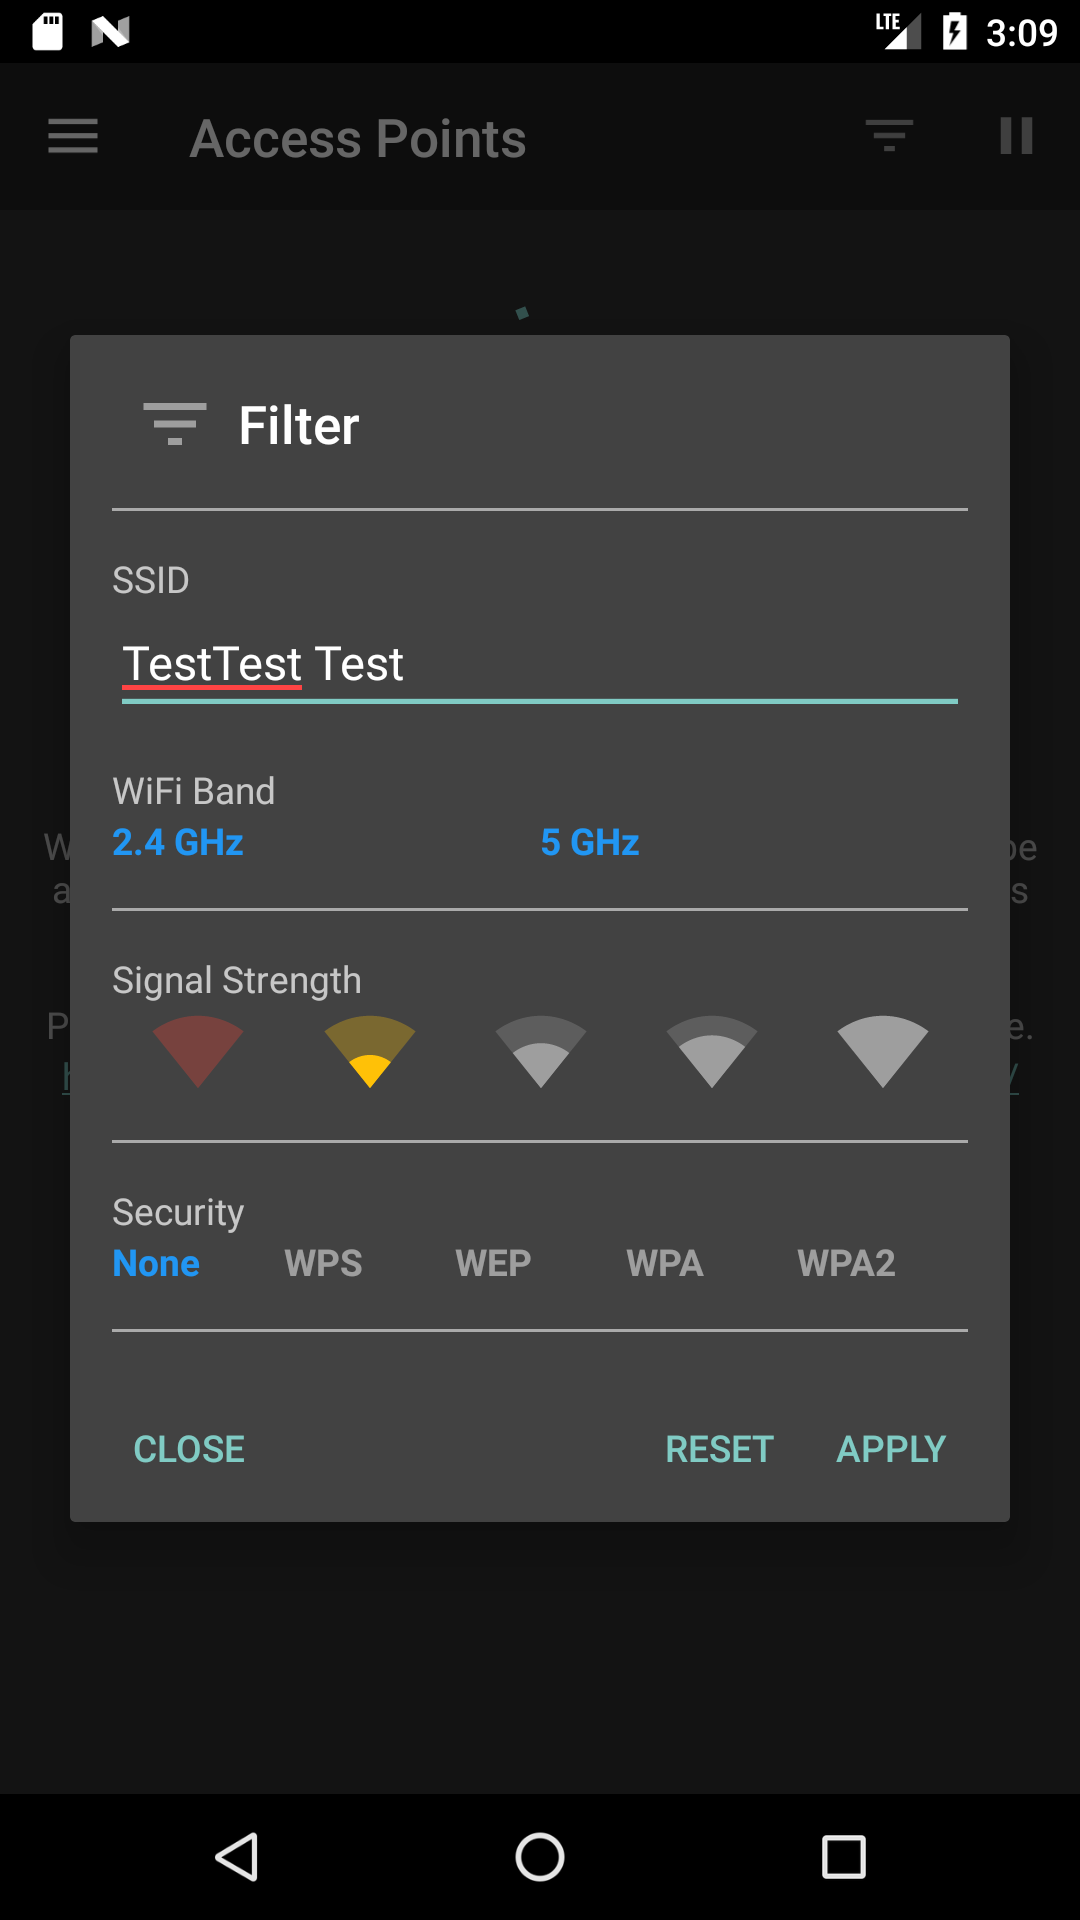 LTE 3:09
Access Points
Filter
SSID
TestTest Test
WiFi Band
2.4 GHz 5 GHz
Signal Strength
Security
None WPS WEP WPA WPA2
CLOSE RESET APPLY